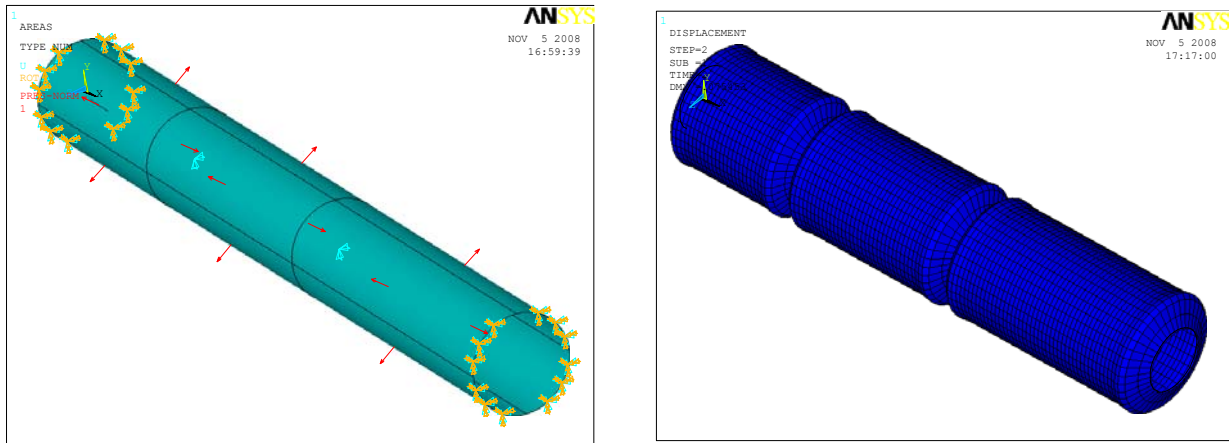 1
ANSYS
AREAS
NOV 5 2008
16:59:39
TYPE NUM
U
ROT
PRES-NORM
1
Y
X
1
ANSYS
DISPLACEMENT
NOV 5 2008
17:17:00
STEP=2
SUB =
TIME
DMX
Y
Z